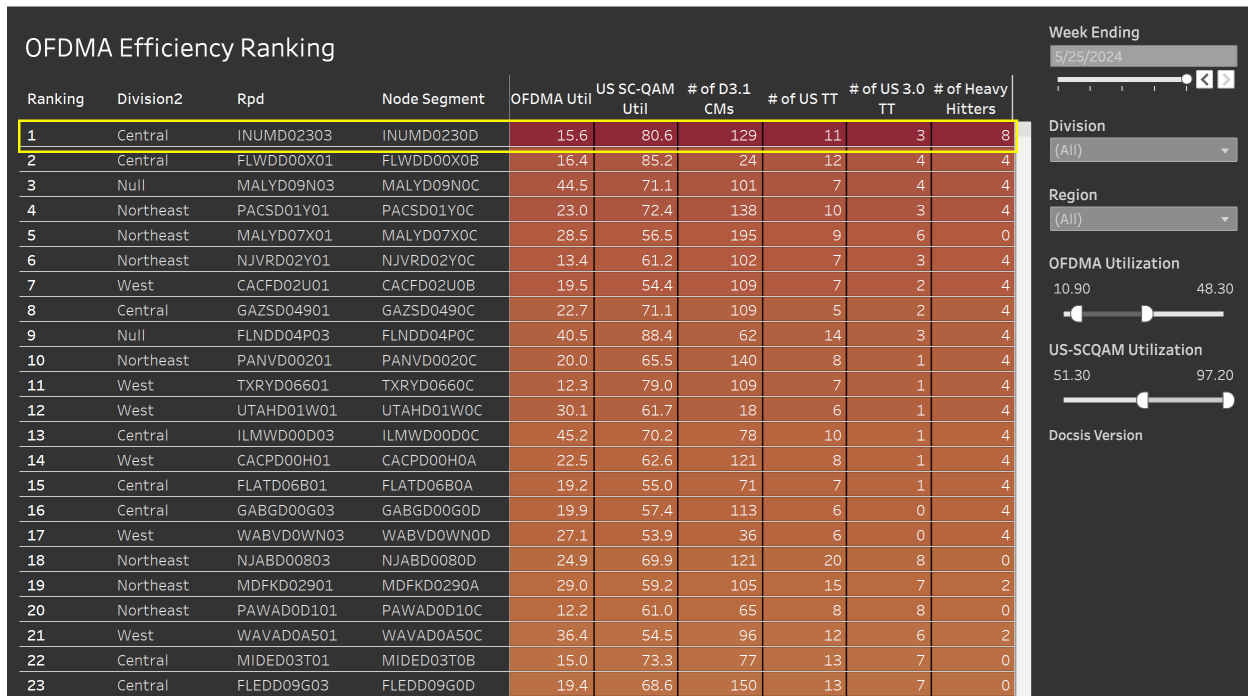 OFDMA Efficiency Ranking
Ranking Division2 Rpd Node Segment OFDMA Util US SC-QAM Util # of D3.1 CMs # of US TT # of US 3.0 TT # of Heavy Hitters
1 Central INUMD02303 INUMD0230D 15.6 80.6 129 11 3 8
2 Central FLWDD00X01 FLWDD00X0B 16.4 85.2 24 12 4 4
3 Null MALYD09N03 MALYD09N0C 44.5 71.1 101 7 4 4
4 Northeast PACSD01Y01 PACSD01Y0C 23.0 72.4 138 10 3 4
5 Northeast MALYD07X01 MALYD07X0C 28.5 56.5 195 9 6 0
6 Northeast NJVRD02Y01 NJVRD02Y0C 13.4 61.2 102 7 3 4
7 West CACFD02U01 CACFD02U0B 19.5 54.4 109 7 2 4
8 Central GAZSD04901 GAZSD0490C 22.7 71.1 109 5 2 4
9 Null FLNDD04P03 FLNDD04P0C 40.5 88.4 62 14 3 4
10 Northeast PANVD00201 PANVD0020C 20.0 65.5 140 8 1 4
11 West TXRYD06601 TXRYD0660C 12.3 79.0 109 7 1 4
12 West UTAHD01W01 UTAHD01W0C 30.1 61.7 18 6 1 4
13 Central ILMWD00D03 ILMWD00D0C 45.2 70.2 78 10 1 4
14 West CACPD00H01 CACPD00H0A 22.5 62.6 121 8 1 4
15 Central FLATD06B01 FLATD06B0A 19.2 55.0 71 7 1 4
16 Central GABGD00G03 GABGD00G0D 19.9 57.4 113 6 0 4
17 West WABVD0WN03 WABVD0WN0D 27.1 53.9 36 6 0 4
18 Northeast NJABD00803 NJABD0080D 24.9 69.9 121 20 8 0
19 Northeast MDFKD02901 MDFKD0290A 29.0 59.2 105 15 7 2
20 Northeast PAWAD0D101 PAWAD0D10C 12.2 61.0 65 8 8 0
21 West WAVAD0A501 WAVAD0A50C 36.4 54.5 96 12 6 2
22 Central MIDED03T01 MIDED03T0B 15.0 73.3 77 13 7 0
23 Central FLEDD09G03 FLEDD09G0D 19.4 68.6 150 13 7 0
Week Ending
5/25/2024
Division
(All)
Region
(All)
OFDMA Utilization
10.90 48.30
US-SCQAM Utilization
51.30 97.20
Docsis Version